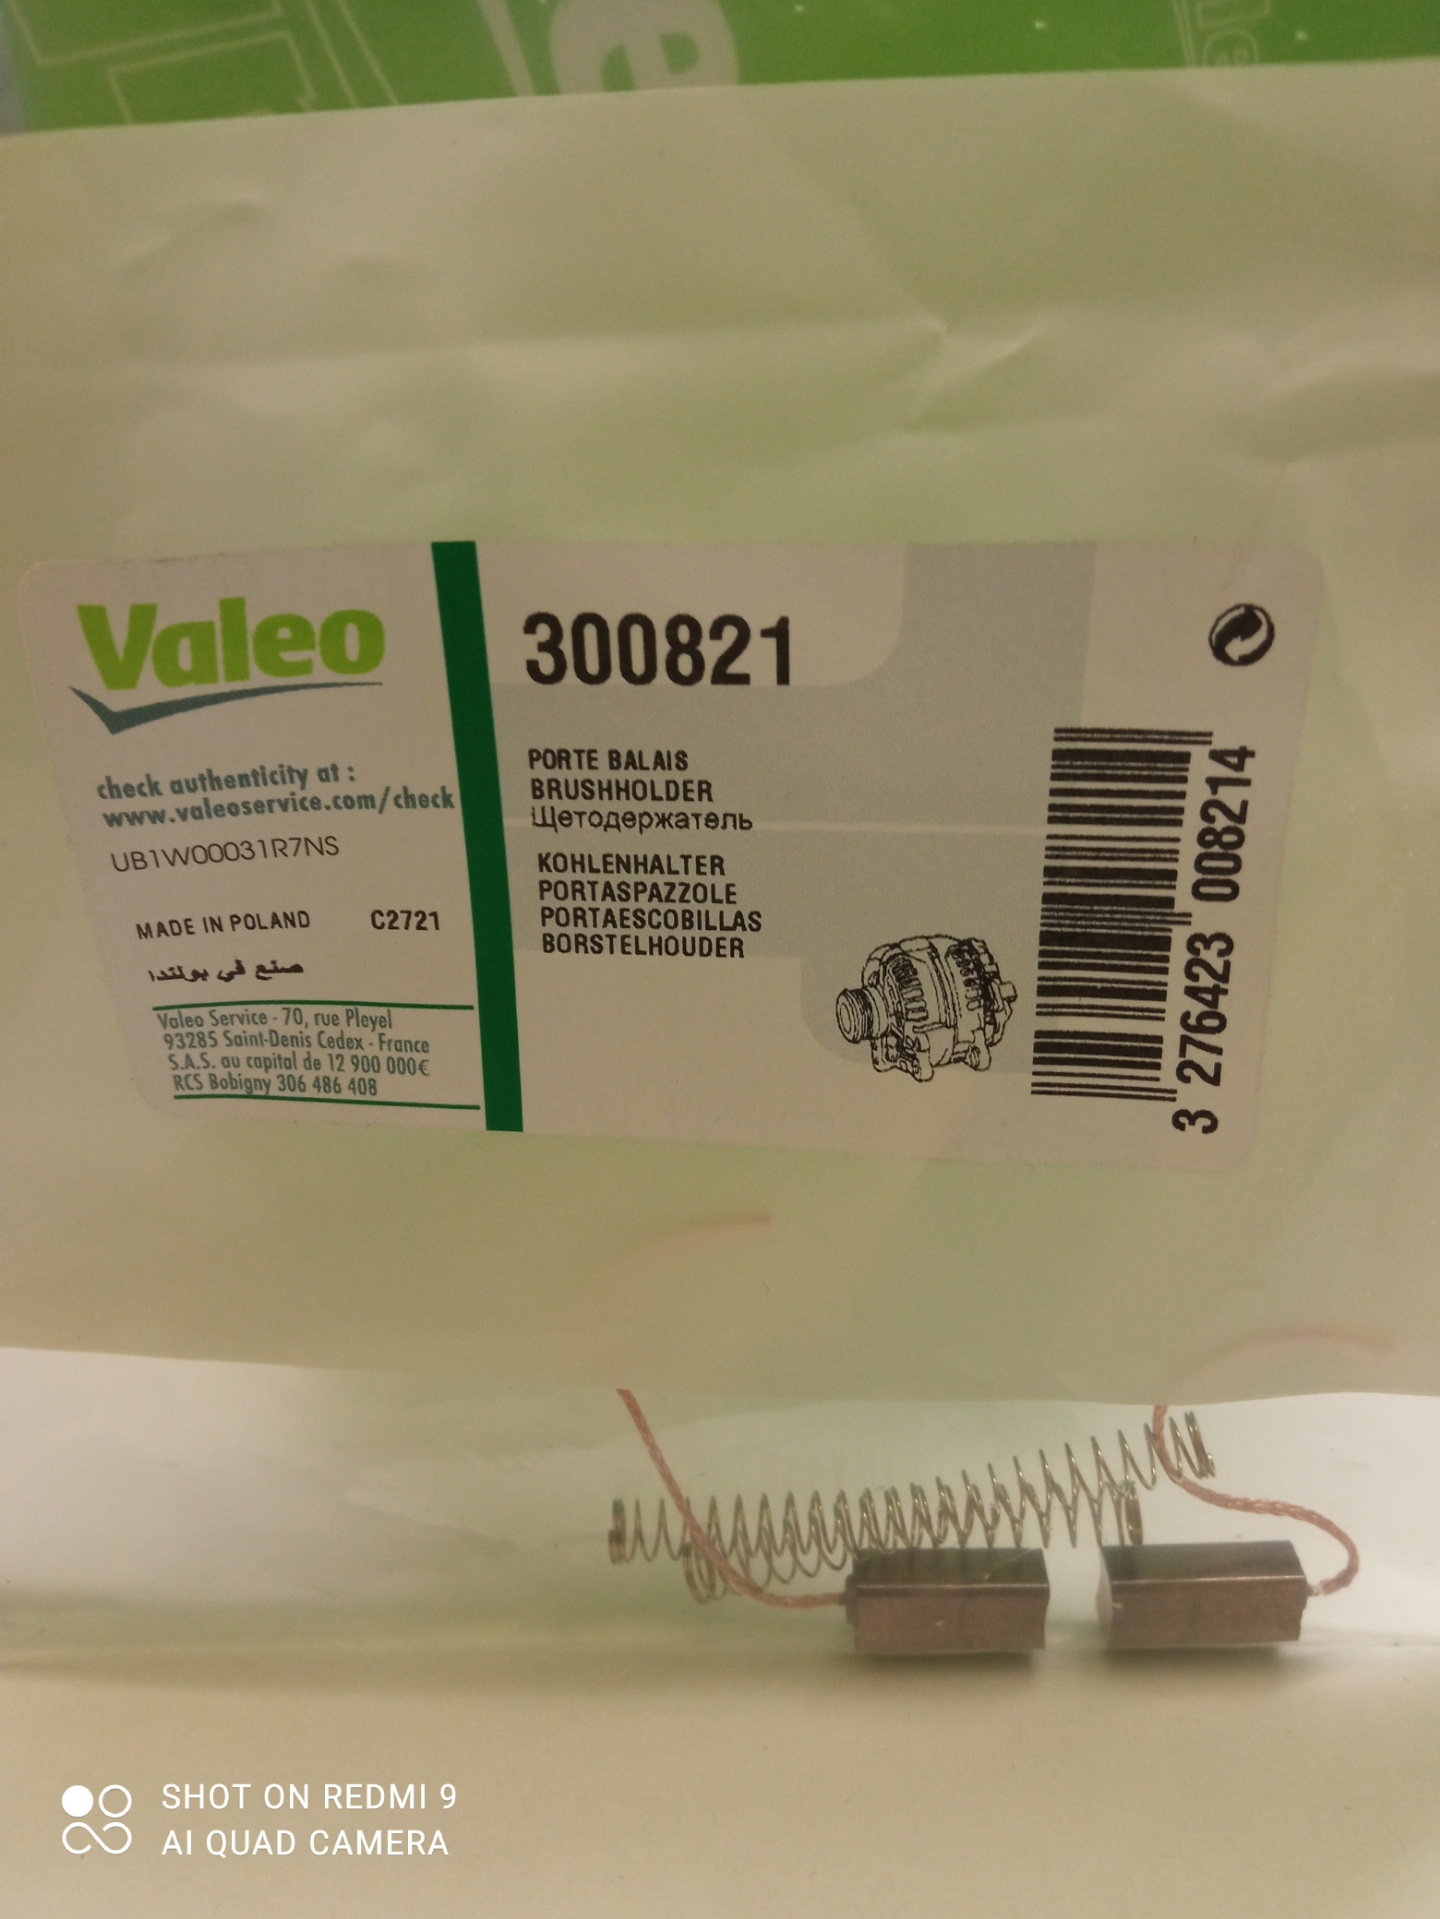 Valeo
check authenticity at :
www.valeoservice.com/check
UB1W00031R7NS
MADE IN POLAND C2721
صنع في بولندا
Valeo Service - 70, rue Pleyel
93285 Saint-Denis Cedex - France
S.A.S. au capital de 12 900 000€
RCS Bobigny 306 486 408
300821
PORTE BALAIS
BRUSHHOLDER
Щетодержатель
KOHLENHALTER
PORTASPAZZOLE
PORTAESCOBILLAS
BORSTELHOUDER
3 276423 008214
SHOT ON REDMI 9
AI QUAD CAMERA